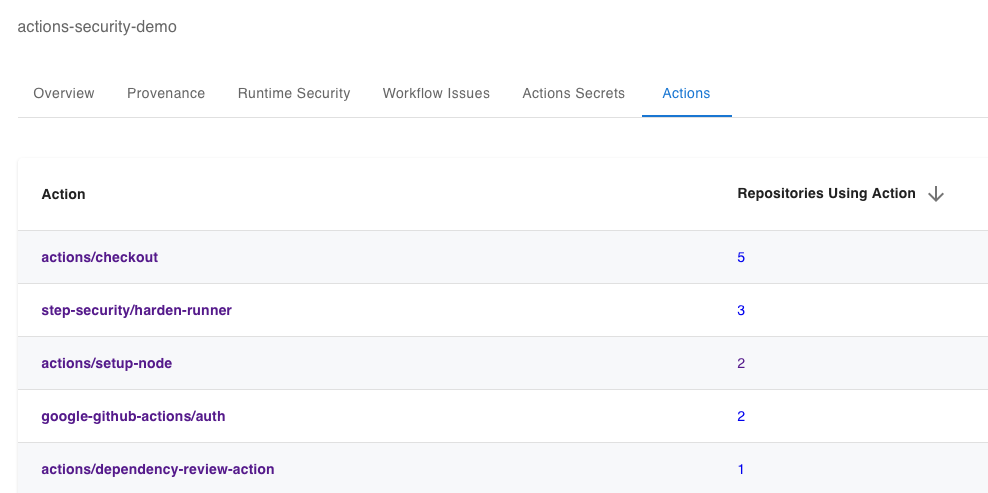 actions-security-demo
Overview Provenance Runtime Security Workflow Issues Actions Secrets Actions
Action Repositories Using Action
actions/checkout 5
step-security/harden-runner 3
actions/setup-node 2
google-github-actions/auth 2
actions/dependency-review-action 1